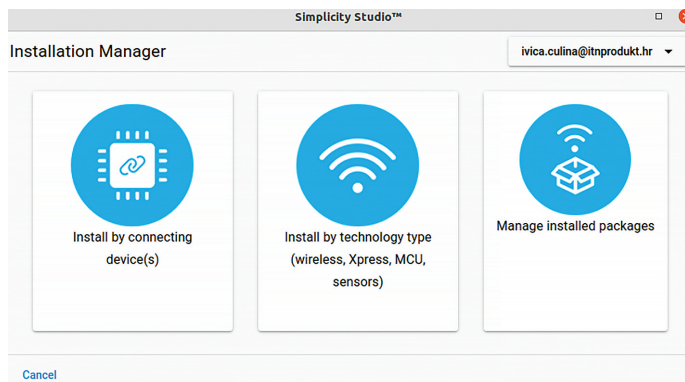 Simplicity Studio™
Installation Manager
ivica.culina@itnprodukt.hr
Install by connecting
device(s)
Install by technology type
(wireless, Xpress, MCU,
sensors)
Manage installed packages
Cancel